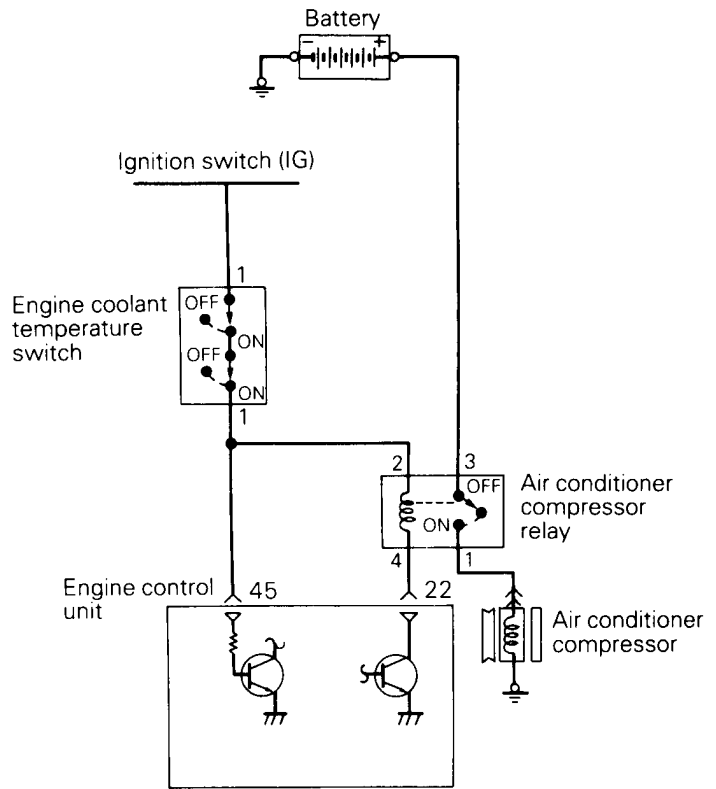 Battery
− +
Ignition switch (IG)
1
Engine coolant
temperature
switch
OFF
ON
OFF
ON
1
2 3
OFF
ON
Air conditioner
compressor
relay
4 1
Engine control
unit
45 22
Air conditioner
compressor